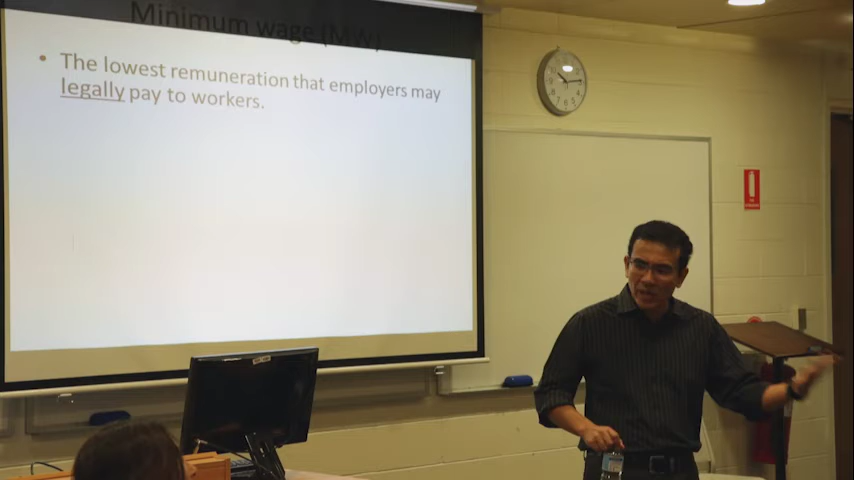 Minimum wage (MW)
• The lowest remuneration that employers may
legally pay to workers.